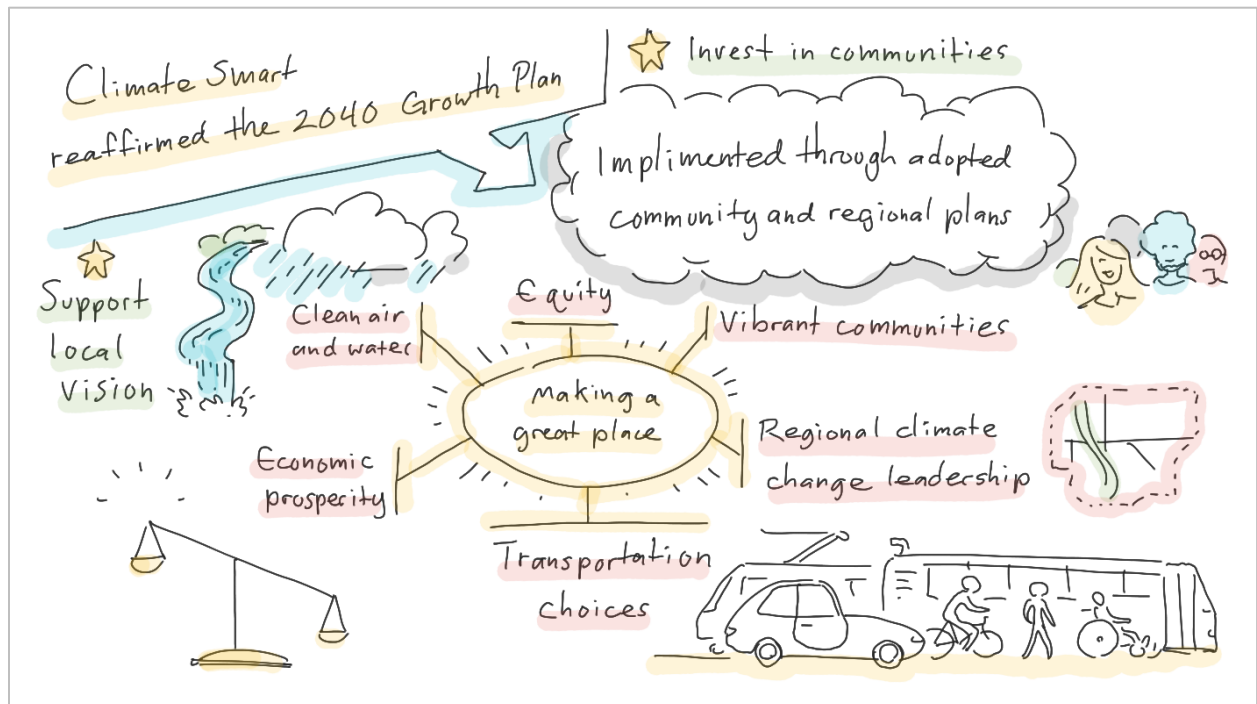 Climate Smart
reaffirmed the 2040 Growth Plan
Invest in communities
Implimented through adopted
community and regional plans
Support
local
Vision
Clean air
and water
Equity
Vibrant communities
Making a
great place
Economic
prosperity
Regional climate
change leadership
Transportation
choices